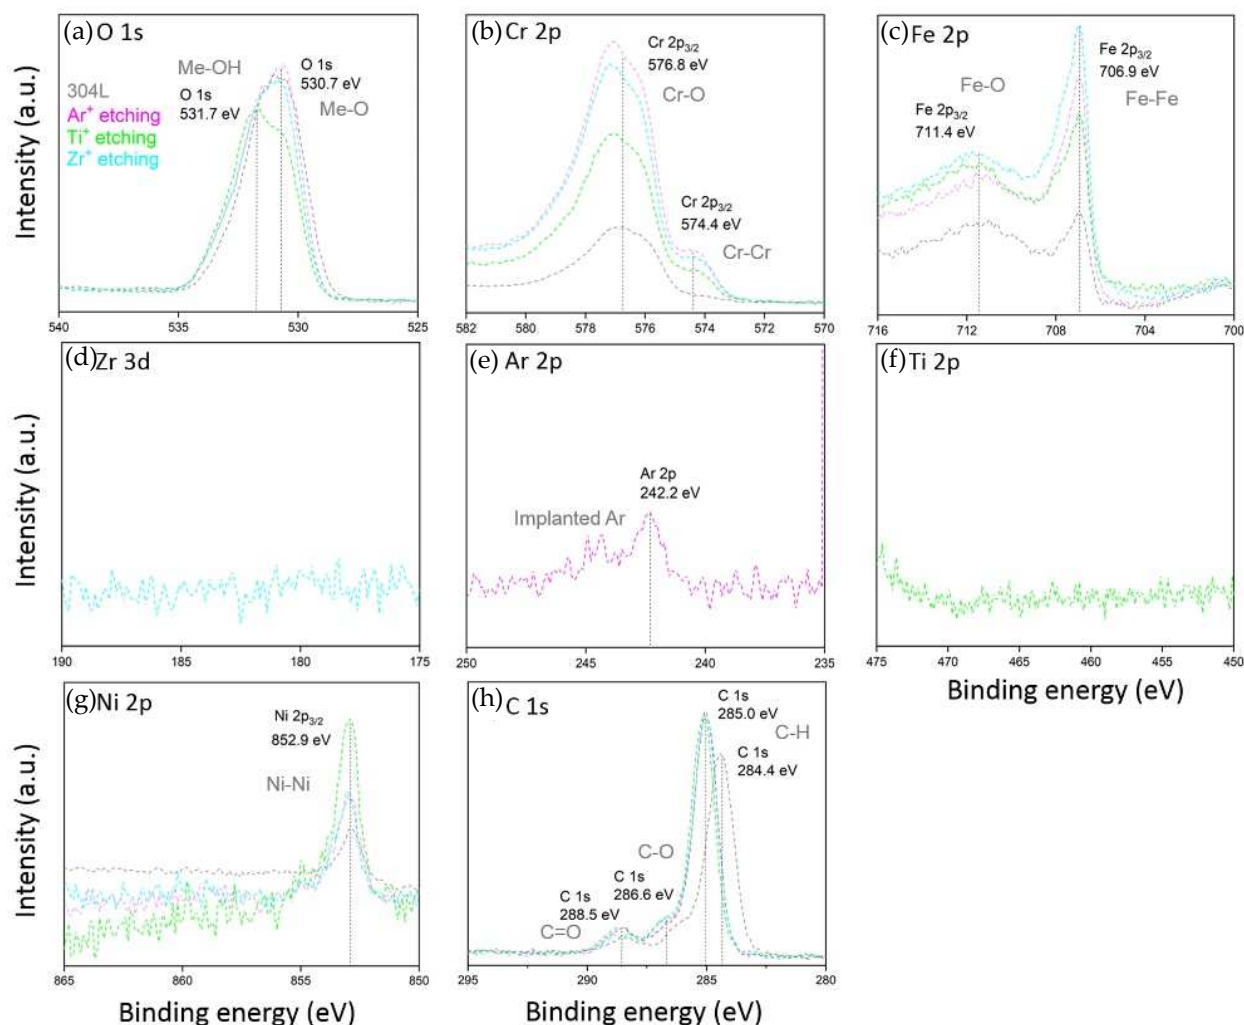 (a) O 1s
Me-OH
O 1s
530.7 eV
304L
O 1s
531.7 eV
Me-O
Ar⁺ etching
Ti⁺ etching
Zr⁺ etching
Intensity (a.u.)
540 535 530 525
(b) Cr 2p
Cr 2p₃/₂
576.8 eV
Cr-O
Cr 2p₃/₂
574.4 eV
Cr-Cr
582 580 578 576 574 572 570
(c) Fe 2p
Fe 2p₃/₂
706.9 eV
Fe-O
Fe-Fe
Fe 2p₃/₂
711.4 eV
716 712 708 704 700
(d) Zr 3d
Intensity (a.u.)
190 185 180 175
(e) Ar 2p
Ar 2p
242.2 eV
Implanted Ar
250 245 240 235
(f) Ti 2p
475 470 465 460 455 450
Binding energy (eV)
(g) Ni 2p
Ni 2p₃/₂
852.9 eV
Ni-Ni
Intensity (a.u.)
865 860 855 850
Binding energy (eV)
(h) C 1s
C 1s
285.0 eV
C-H
C 1s
284.4 eV
C-O
C 1s
286.6 eV
C 1s
288.5 eV
C=O
295 290 285 280
Binding energy (eV)